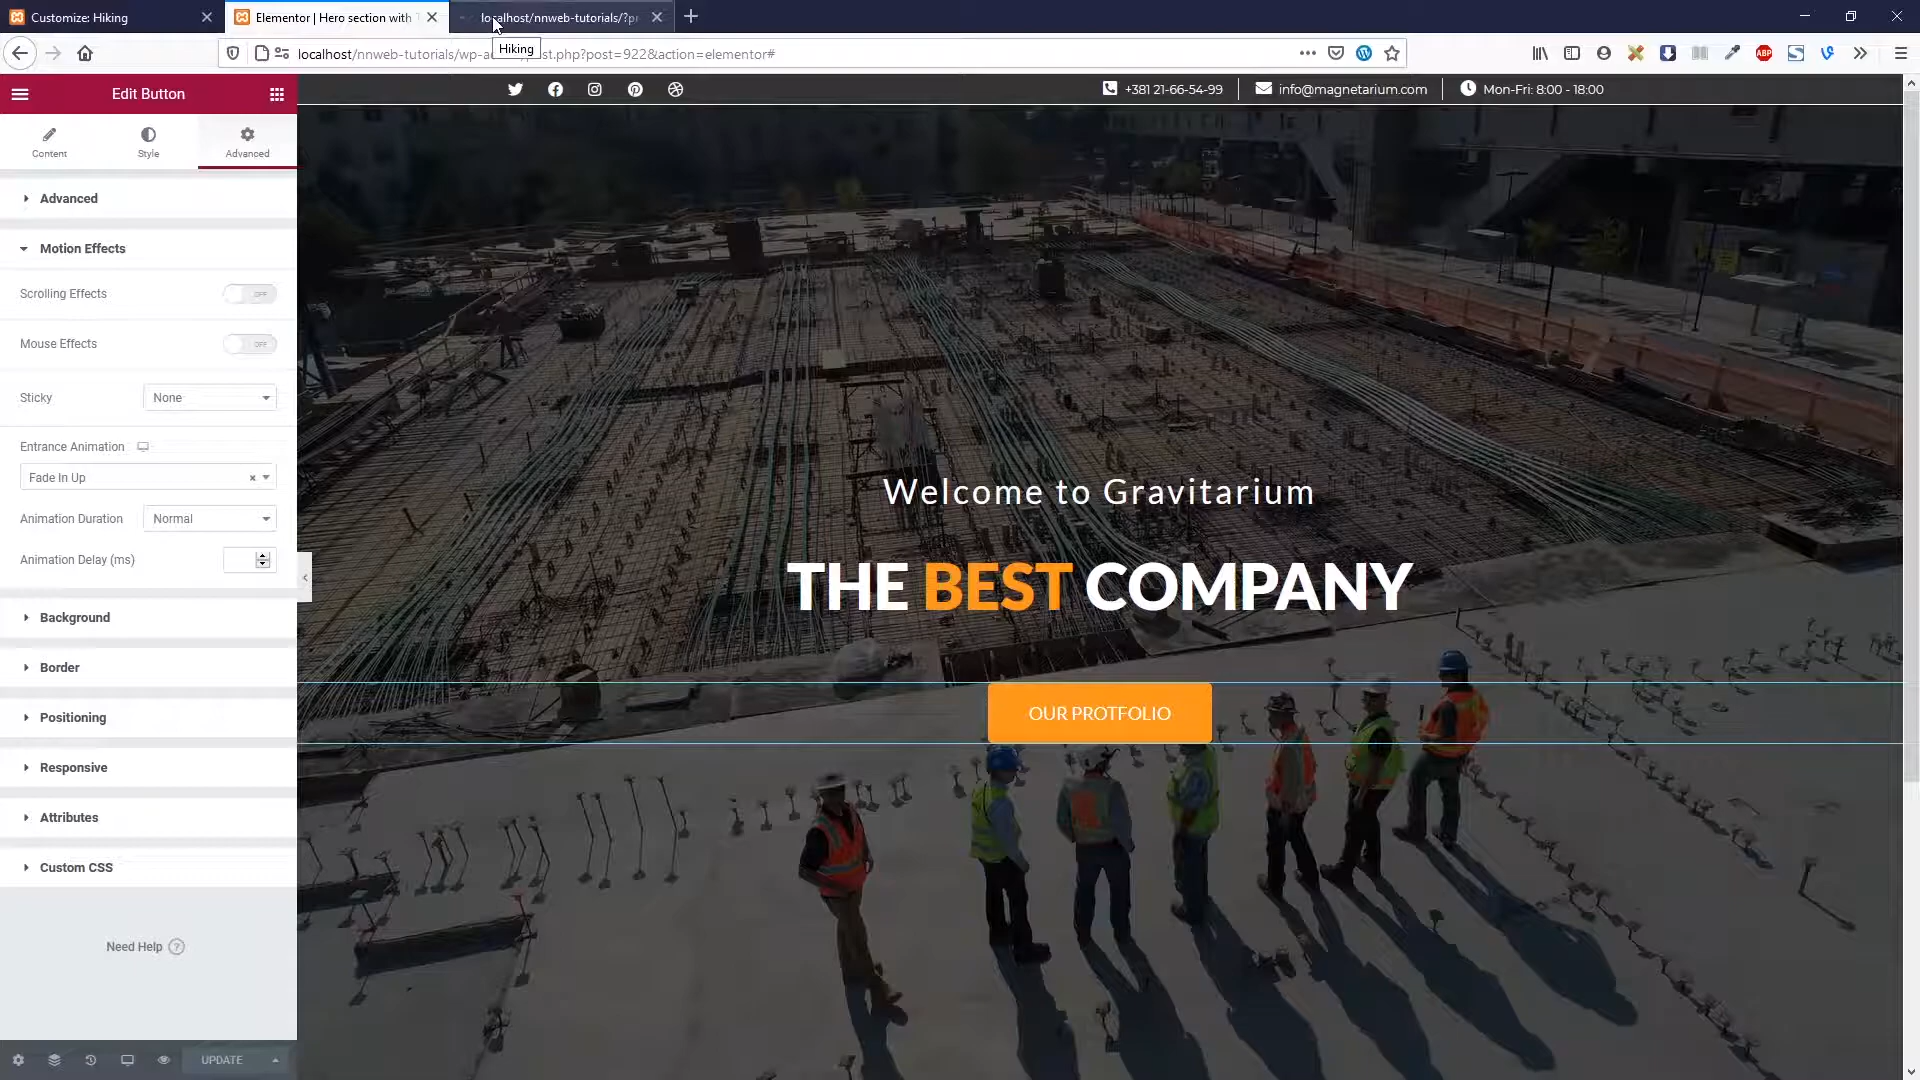 Customize: Hiking
Elementor | Hero section with
localhost/nnweb-tutorials/?pr
Hiking
localhost/nnweb-tutorials/wp-a
st.php?post=922&action=elementor#
ABP
Edit Button
+381 21-66-54-99
info@magnetarium.com
Mon-Fri: 8:00 - 18:00
Content
Style
Advanced
Advanced
Motion Effects
Scrolling Effects
OFF
Mouse Effects
OFF
Sticky
None
Entrance Animation
Fade In Up
Animation Duration
Normal
Animation Delay (ms)
Background
Border
Positioning
Responsive
Attributes
Custom CSS
Need Help ?
UPDATE
Welcome to Gravitarium
THE BEST COMPANY
OUR PROTFOLIO